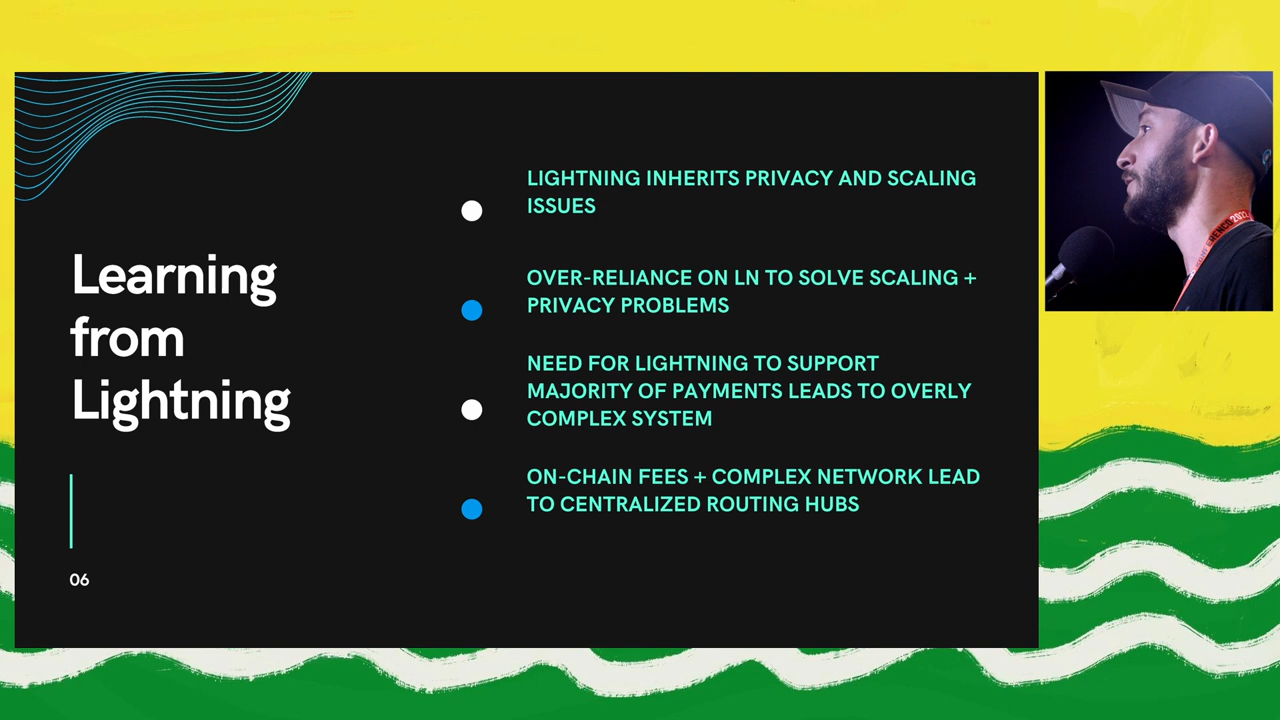 Learning
from
Lightning
06
LIGHTNING INHERITS PRIVACY AND SCALING
ISSUES
OVER-RELIANCE ON LN TO SOLVE SCALING +
PRIVACY PROBLEMS
NEED FOR LIGHTNING TO SUPPORT
MAJORITY OF PAYMENTS LEADS TO OVERLY
COMPLEX SYSTEM
ON-CHAIN FEES + COMPLEX NETWORK LEAD
TO CENTRALIZED ROUTING HUBS